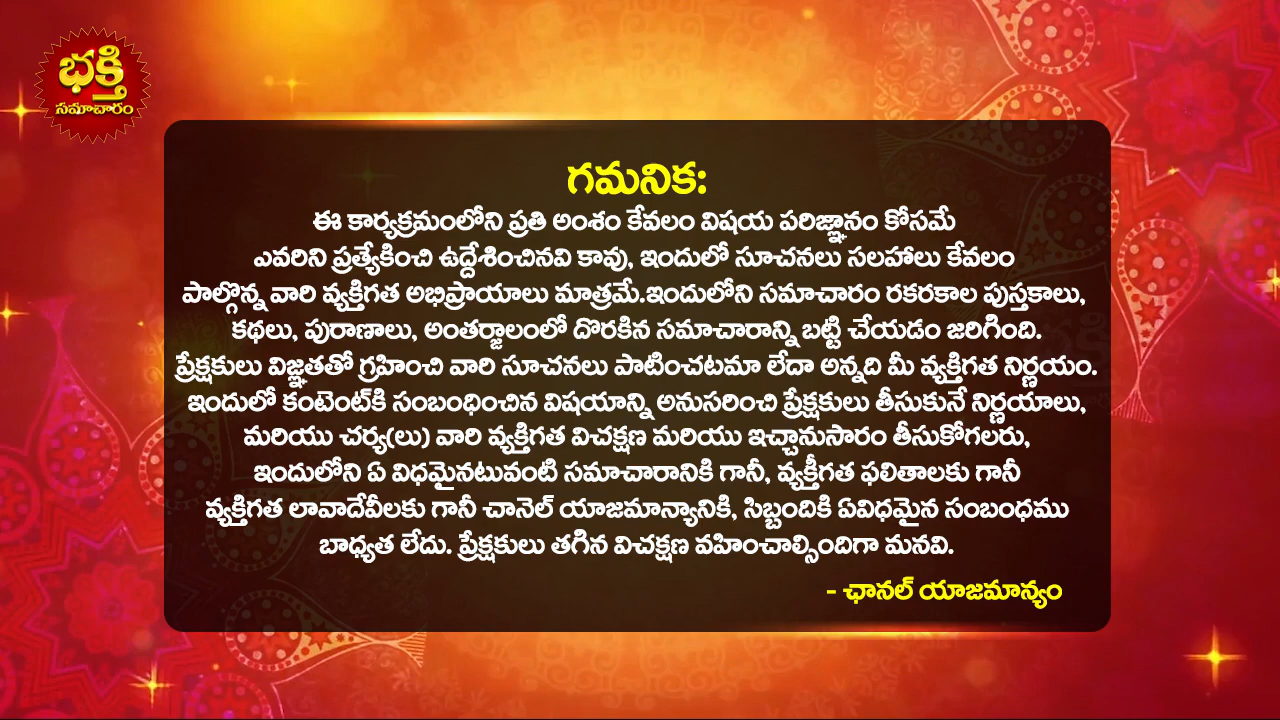 భక్తి
సమాచారం
గమనిక:
ఈ కార్యక్రమంలోని ప్రతి అంశం కేవలం విషయ పరిజ్ఞానం కోసమే
ఎవరిని ప్రత్యేకించి ఉద్దేశించినవి కావు, ఇందులో సూచనలు సలహాలు కేవలం
పాల్గొన్న వారి వ్యక్తిగత అభిప్రాయాలు మాత్రమే.ఇందులోని సమాచారం రకరకాల పుస్తకాలు,
కథలు, పురాణాలు, అంతర్జాలంలో దొరకిన సమాచారాన్ని బట్టి చేయడం జరిగింది.
ప్రేక్షకులు విజ్ఞతతో గ్రహించి వారి సూచనలు పాటించటమా లేదా అన్నది మీ వ్యక్తిగత నిర్ణయం.
ఇందులో కంటెంట్‌కి సంబంధించిన విషయాన్ని అనుసరించి ప్రేక్షకులు తీసుకునే నిర్ణయాలు,
మరియు చర్య(లు) వారి వ్యక్తిగత విచక్షణ మరియు ఇచ్చానుసారం తీసుకోగలరు,
ఇందులోని ఏ విధమైనటువంటి సమాచారానికి గానీ, వ్యక్తీగత ఫలితాలకు గానీ
వ్యక్తిగత లావాదేవీలకు గానీ చానెల్ యాజమాన్యానికి, సిబ్బందికి ఏవిధమైన సంబంధము
బాధ్యత లేదు. ప్రేక్షకులు తగిన విచక్షణ వహించాల్సిందిగా మనవి.
- ఛానల్ యాజమాన్యం